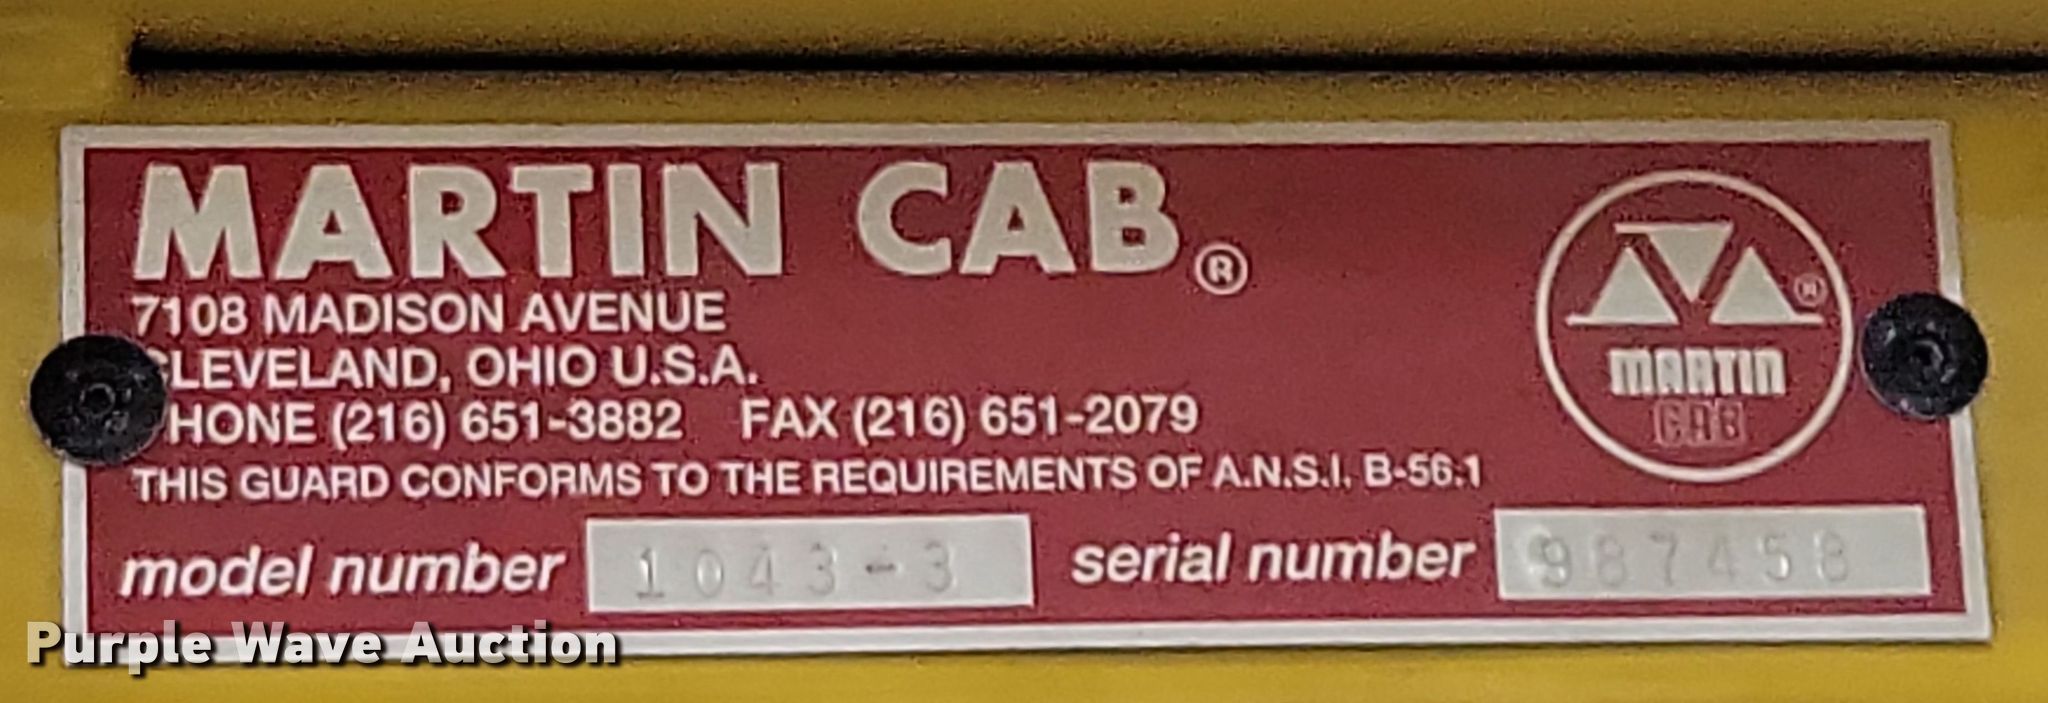 MARTIN CAB®
7108 MADISON AVENUE
CLEVELAND, OHIO U.S.A.
PHONE (216) 651-3882 FAX (216) 651-2079
THIS GUARD CONFORMS TO THE REQUIREMENTS OF A.N.S.I. B-56.1
model number 1043-3 serial number 987458
®
MARTIN
CAB
Purple Wave Auction